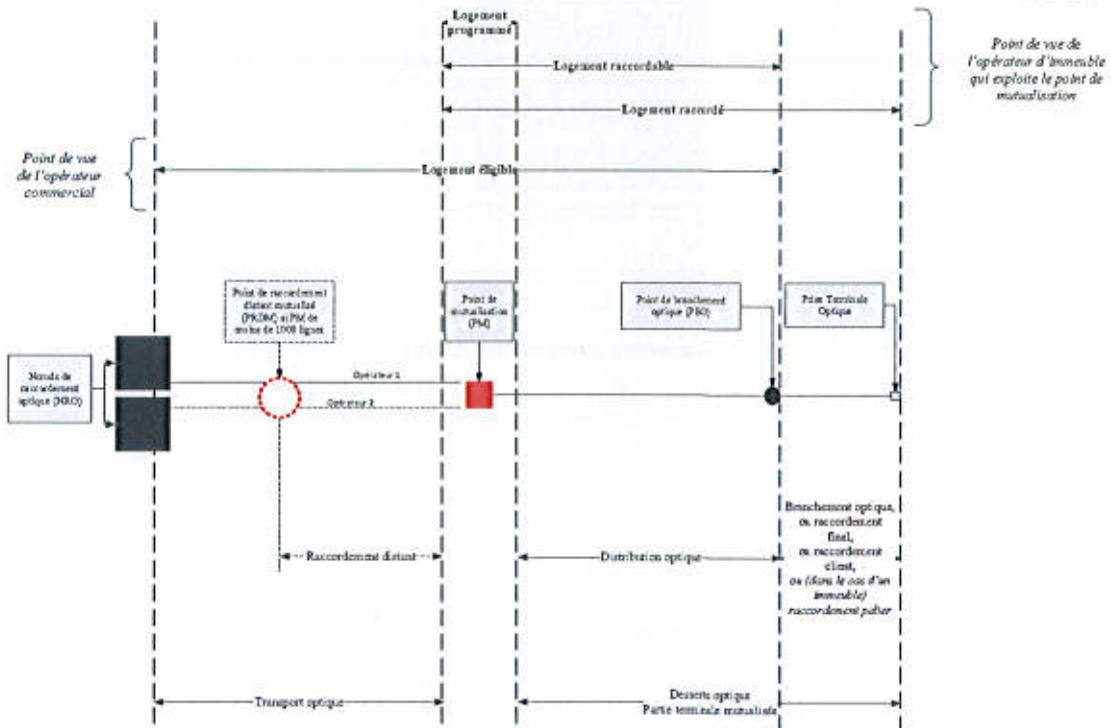 Logement
programmé
Logement raccordable
Logement raccordé
Point de vue de
l'opérateur d'immeuble
qui exploite le point de
mutualisation
Point de vue
de l'opérateur
commercial
Logement éligible
Point de raccordement
distant mutualisé
(PRDM) si PM de
moins de 1000 lignes
Point de
mutualisation
(PM)
Point de branchement
optique (PBO)
Prise Terminale
Optique
Nœuds de
raccordement
optique (NRO)
Opérateur 1
Opérateur 2
Raccordement distant
Distribution optique
Branchement optique,
ou raccordement
final,
ou raccordement
client,
ou (dans le cas d'un
immeuble)
raccordement palier
Transport optique
Desserte optique
Partie terminale mutualisée